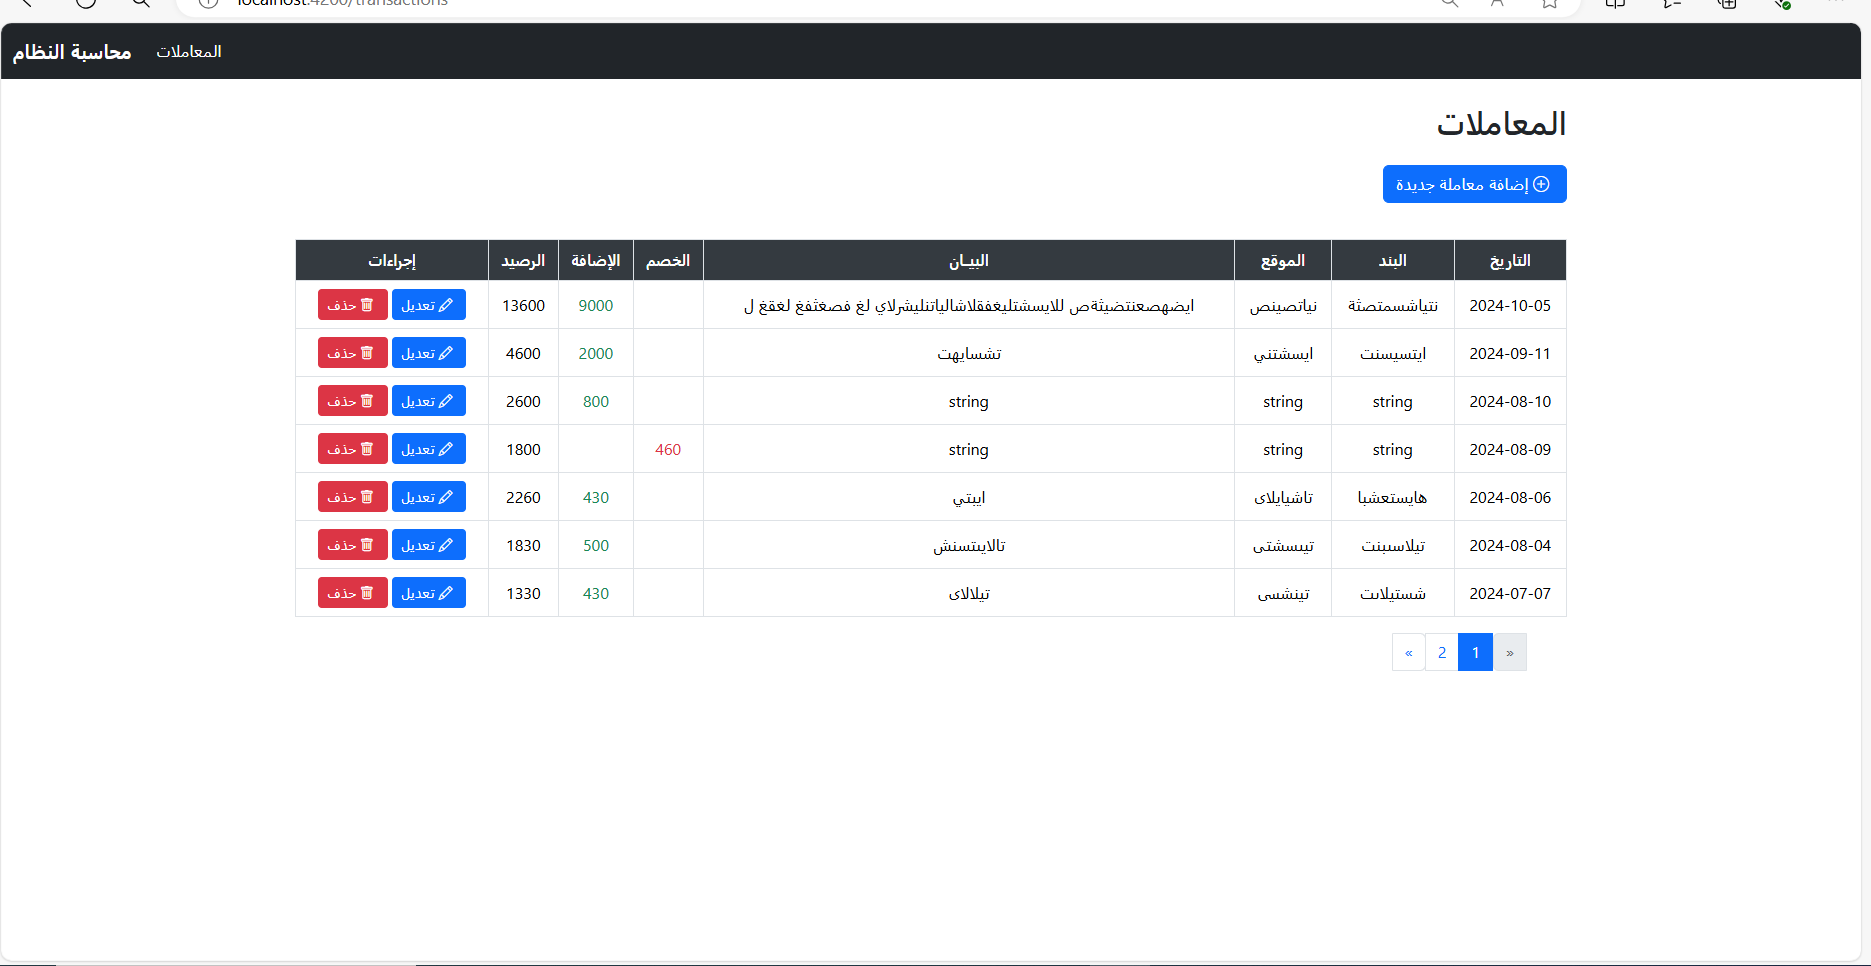 localhost:4200/transactions
محاسبة النظام المعاملات
المعاملات
إضافة معاملة جديدة
التاريخ البند الموقع البيـان الخصم الإضافة الرصيد إجراءات
2024-10-05 نتياشسمتصثة نياتصينص ايضهصعنتضيثةص للايسشتليغفقلاشالياتنليشرلاي لغ فصغثفغ لغقغ ل 9000 13600 تعديل حذف
2024-09-11 ايتسيسنت ايسشتني تشسايهت 2000 4600 تعديل حذف
2024-08-10 string string string 800 2600 تعديل حذف
2024-08-09 string string string 460 1800 تعديل حذف
2024-08-06 هايستعشبا تاشيايلاى ايبتي 430 2260 تعديل حذف
2024-08-04 تيلاسبنت تيسشتى تالايتسنش 500 1830 تعديل حذف
2024-07-07 شستيلابت تينشسى تيلالاى 430 1330 تعديل حذف
» 1 2 «